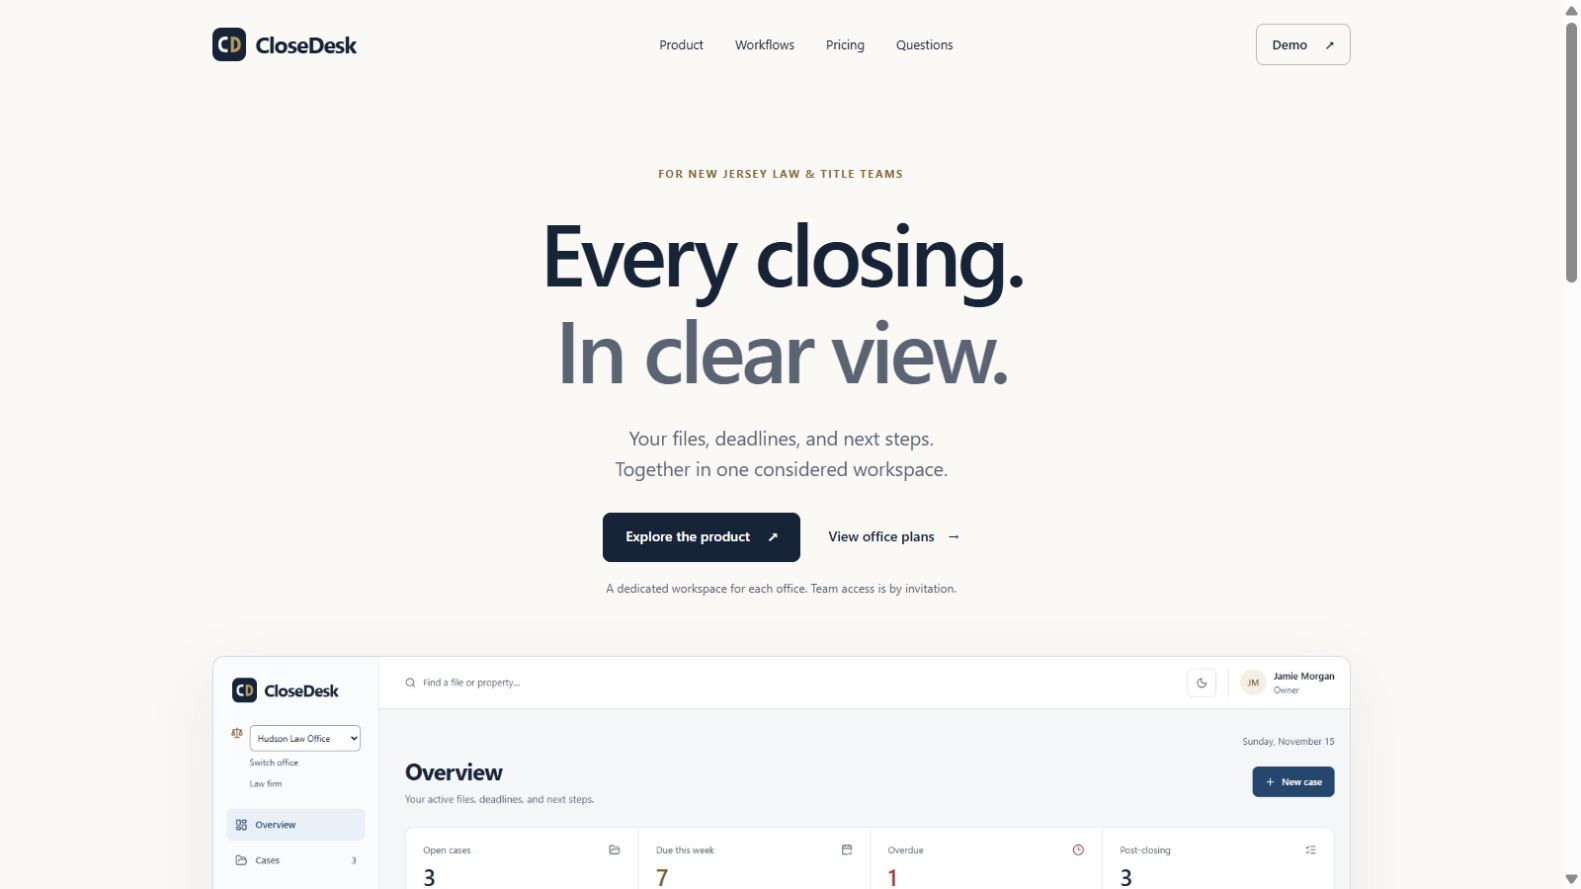 CD CloseDesk
Product Workflows Pricing Questions
Demo ↗
FOR NEW JERSEY LAW & TITLE TEAMS
Every closing.
In clear view.
Your files, deadlines, and next steps.
Together in one considered workspace.
Explore the product ↗
View office plans →
A dedicated workspace for each office. Team access is by invitation.
CD CloseDesk
Hudson Law Office
Switch office
Law firm
Overview
Cases 3
Find a file or property...
JM
Jamie Morgan
Owner
Sunday, November 15
Overview
Your active files, deadlines, and next steps.
+ New case
Open cases
3
Due this week
7
Overdue
1
Post-closing
3